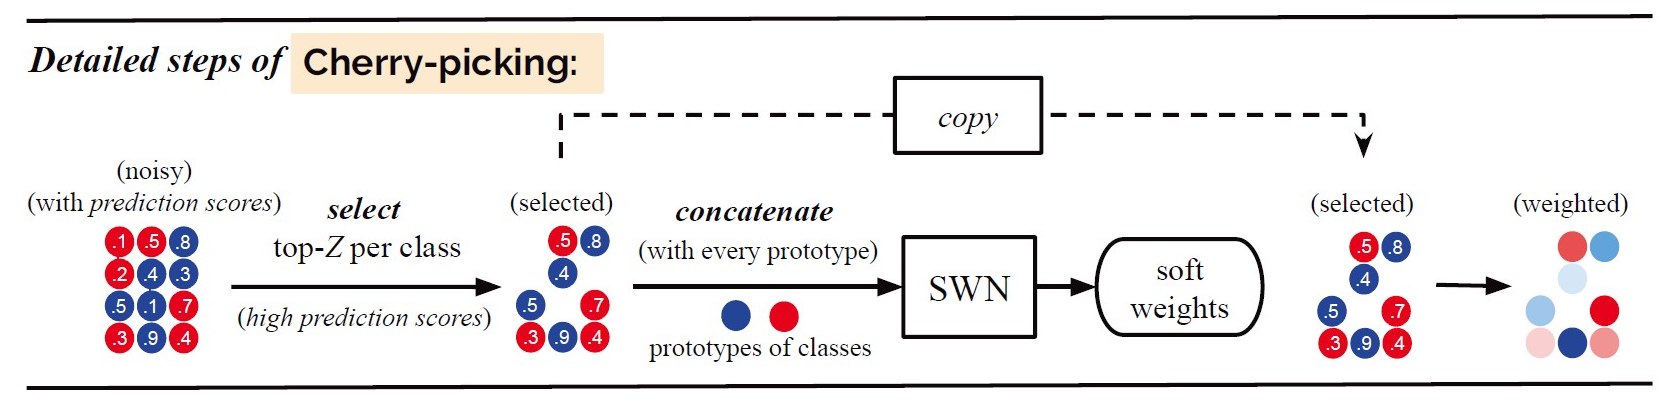 Detailed steps of Cherry-picking:
copy
(noisy)
(with prediction scores)
.1 .5 .8
.2 .4 .3
.5 .1 .7
.3 .9 .4
select
top-Z per class
(high prediction scores)
(selected)
.5 .8
.4
.5 .7
.3 .9 .4
concatenate
(with every prototype)
prototypes of classes
SWN
soft
weights
(selected)
.5 .8
.4
.5 .7
.3 .9 .4
(weighted)